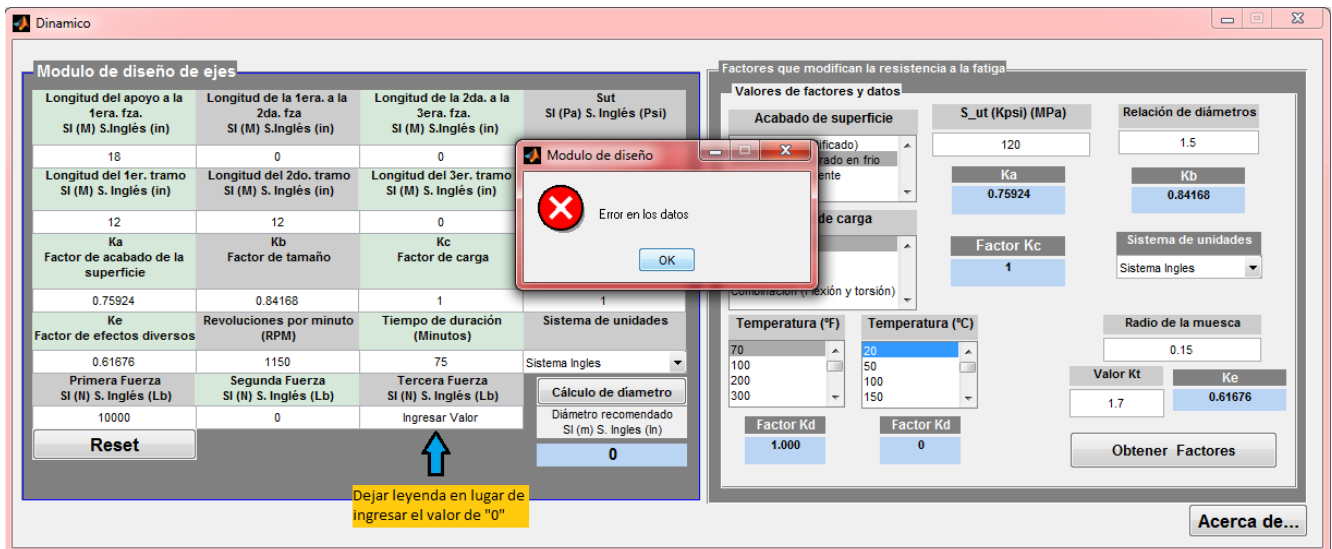 Dinamico
Modulo de diseño de ejes
Longitud del apoyo a la
1era. fza.
SI (M) S.Inglés (in)
Longitud de la 1era. a la
2da. fza
SI (M) S.Inglés (in)
Longitud de la 2da. a la
3era. fza.
SI (M) S.Inglés (in)
Sut
SI (Pa) S. Inglés (Psi)
18
0
0
Longitud del 1er. tramo
SI (M) S. Inglés (in)
Longitud del 2do. tramo
SI (M) S. Inglés (in)
Longitud del 3er. tramo
SI (M) S. Inglés (in)
12
12
0
Ka
Factor de acabado de la
superficie
Kb
Factor de tamaño
Kc
Factor de carga
0.75924
0.84168
1
1
Ke
Factor de efectos diversos
Revoluciones por minuto
(RPM)
Tiempo de duración
(Minutos)
Sistema de unidades
0.61676
1150
75
Sistema Ingles
Primera Fuerza
SI (N) S. Inglés (Lb)
Segunda Fuerza
SI (N) S. Inglés (Lb)
Tercera Fuerza
SI (N) S. Inglés (Lb)
Cálculo de diametro
10000
0
Ingresar Valor
Diámetro recomendado
SI (m) S. Ingles (In)
0
Reset
Dejar leyenda en lugar de
ingresar el valor de "0"
Modulo de diseño
Error en los datos
OK
Factores que modifican la resistencia a la fatiga
Valores de factores y datos
Acabado de superficie
en frio
S_ut (Kpsi) (MPa)
120
Relación de diámetros
1.5
Ka
0.75924
Kb
0.84168
de carga
Combinación (Flexión y torsión)
Factor Kc
1
Sistema de unidades
Sistema Ingles
Temperatura (ºF)
70
100
200
300
Temperatura (ºC)
20
50
100
150
Radio de la muesca
0.15
Valor Kt
1.7
Ke
0.61676
Factor Kd
1.000
Factor Kd
0
Obtener Factores
Acerca de...